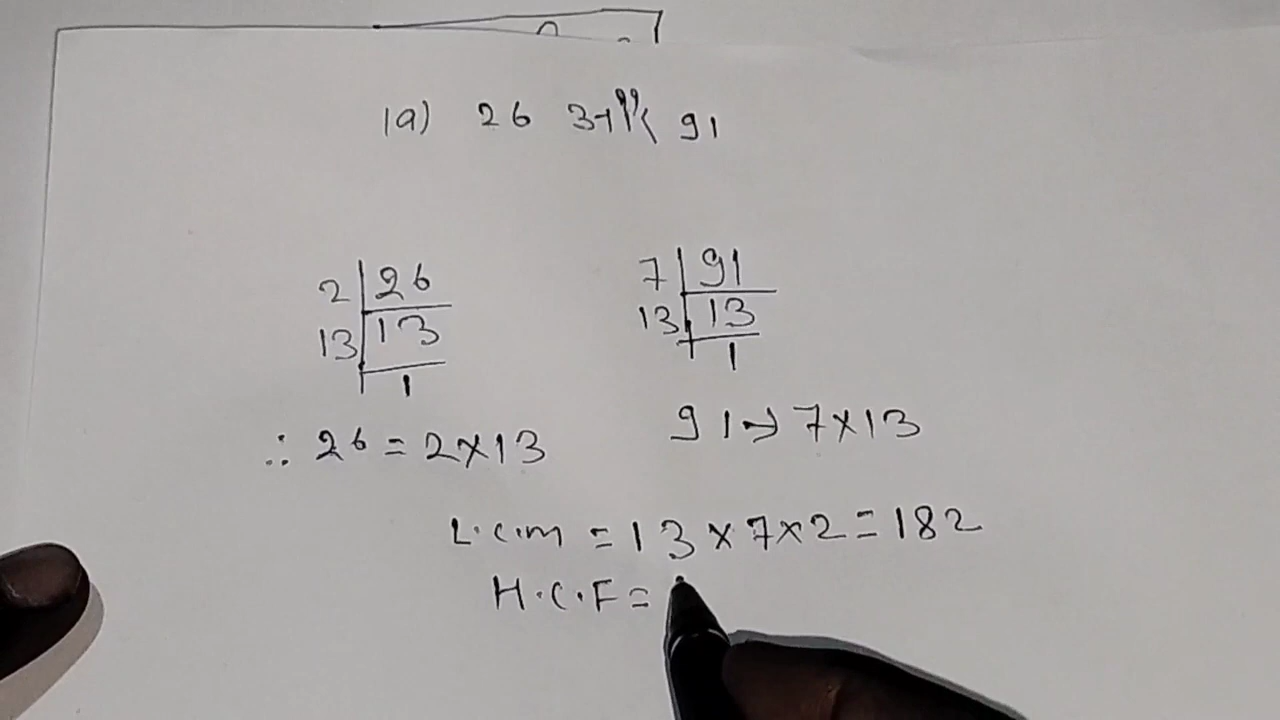 1a) 26 और 91
2 | 26
13 | 13
1
7 | 91
13 | 13
1
∴ 26 = 2×13
91 → 7×13
L.C.M = 13×7×2 = 182
H.C.F =